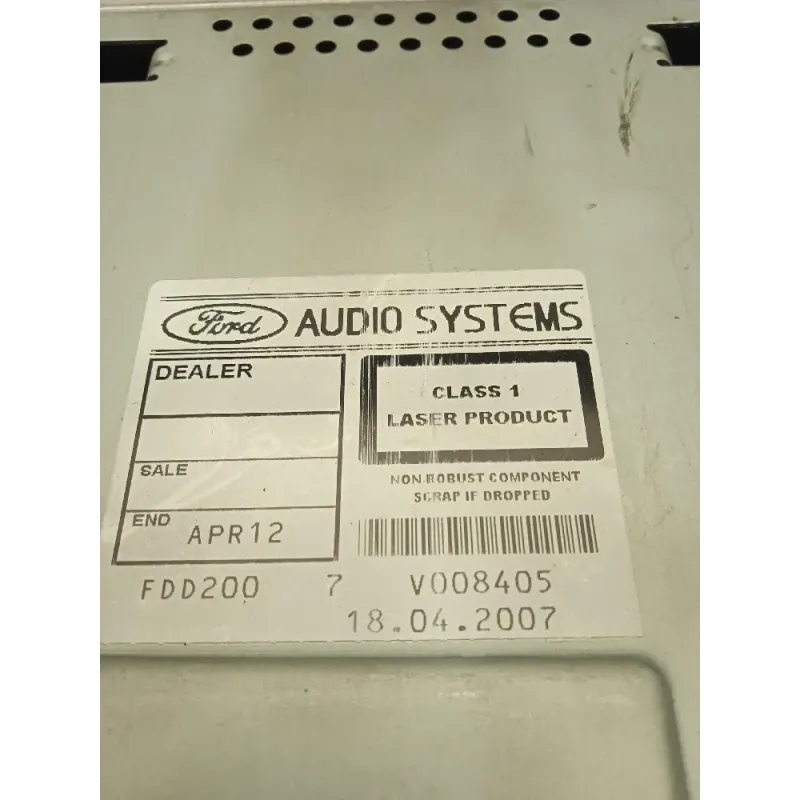 Ford AUDIO SYSTEMS
DEALER
CLASS 1
LASER PRODUCT
SALE
NON-ROBUST COMPONENT
SCRAP IF DROPPED
END APR12
FDD200 7 V008405
18.04.2007